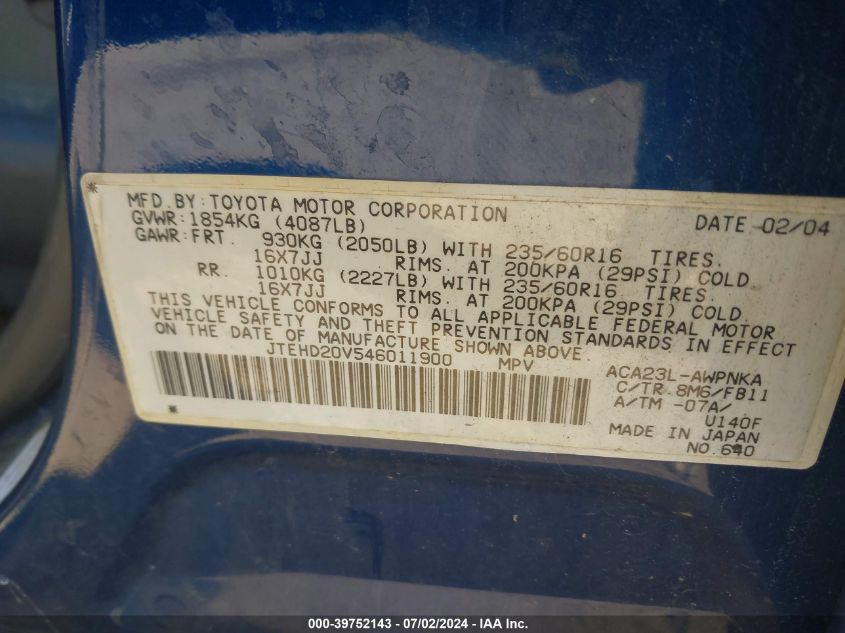 MFD.BY:TOYOTA MOTOR CORPORATION DATE 02/04
GVWR:1854KG (4087LB)
GAWR:FRT. 930KG (2050LB) WITH 235/60R16 TIRES.
16X7JJ RIMS. AT 200KPA (29PSI) COLD.
RR. 1010KG (2227LB) WITH 235/60R16 TIRES.
16X7JJ RIMS. AT 200KPA (29PSI) COLD.
THIS VEHICLE CONFORMS TO ALL APPLICABLE FEDERAL MOTOR
VEHICLE SAFETY AND THEFT PREVENTION STANDARDS IN EFFECT
ON THE DATE OF MANUFACTURE SHOWN ABOVE.
JTEHD20V546011900 MPV
ACA23L-AWPNKA
C/TR.8M6/FB11
A/TM -07A/
U140F
MADE IN JAPAN
NO.640
000-39752143 - 07/02/2024 - IAA Inc.